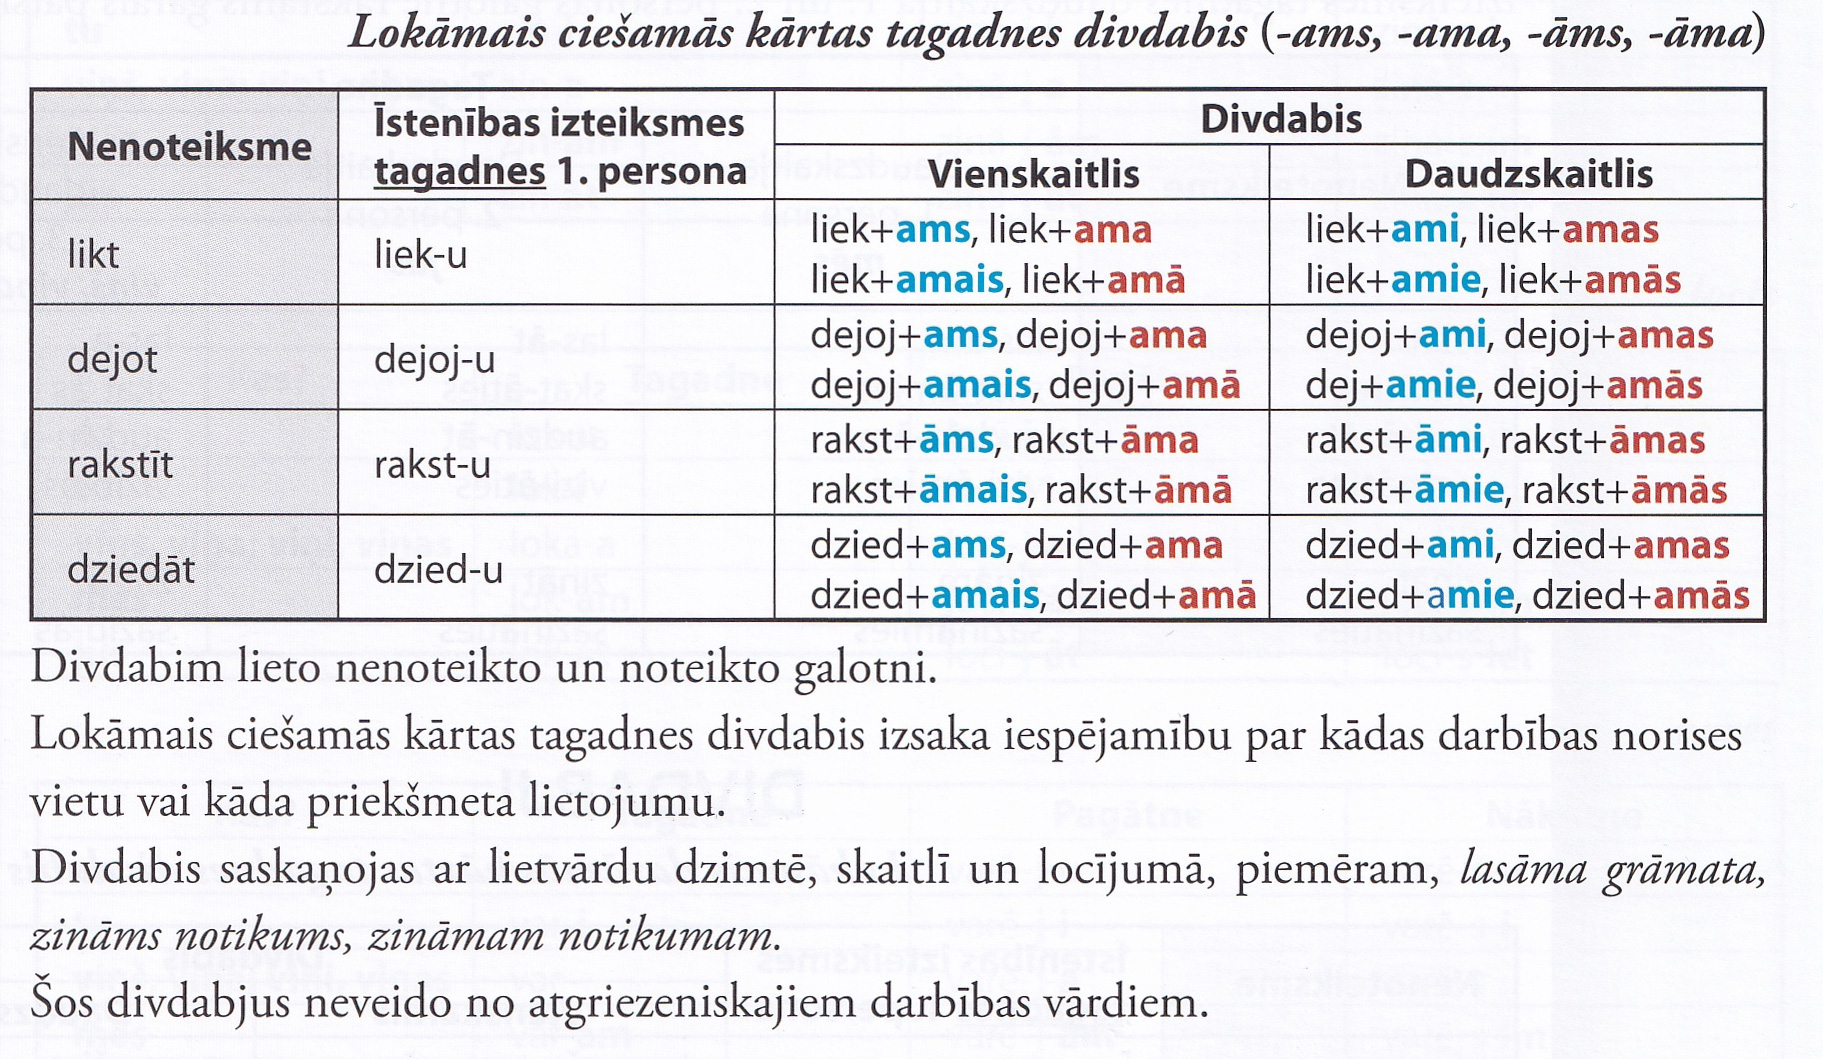 Lokāmais ciešamās kārtas tagadnes divdabis (-ams, -ama, -āms, -āma)
Nenoteiksme
Īstenības izteiksmes
tagadnes 1. persona
Divdabis
Vienskaitlis
Daudzskaitlis
likt
liek-u
liek+ams, liek+ama
liek+amais, liek+amā
liek+ami, liek+amas
liek+amie, liek+amās
dejot
dejoj-u
dejoj+ams, dejoj+ama
dejoj+amais, dejoj+amā
dejoj+ami, dejoj+amas
dej+amie, dejoj+amās
rakstīt
rakst-u
rakst+āms, rakst+āma
rakst+āmais, rakst+āmā
rakst+āmi, rakst+āmas
rakst+āmie, rakst+āmās
dziedāt
dzied-u
dzied+ams, dzied+ama
dzied+amais, dzied+amā
dzied+ami, dzied+amas
dzied+amie, dzied+amās
Divdabim lieto nenoteikto un noteikto galotni.
Lokāmais ciešamās kārtas tagadnes divdabis izsaka iespējamību par kādas darbības norises
vietu vai kāda priekšmeta lietojumu.
Divdabis saskaņojas ar lietvārdu dzimtē, skaitlī un locījumā, piemēram, lasāma grāmata,
zināms notikums, zināmam notikumam.
Šos divdabjus neveido no atgriezeniskajiem darbības vārdiem.